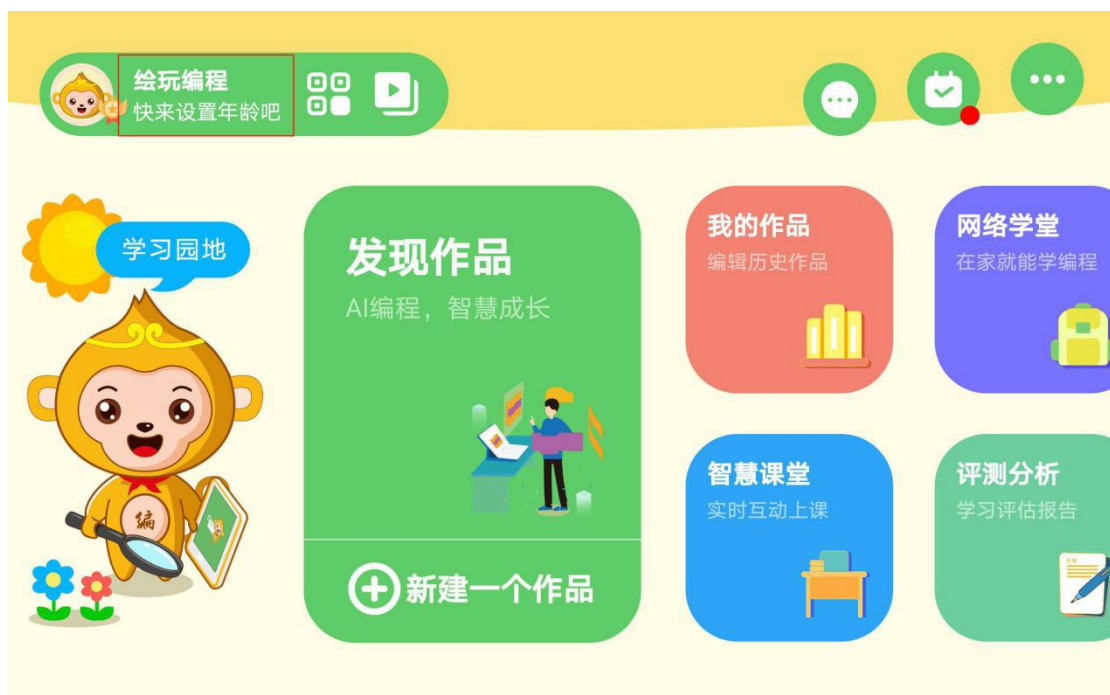 绘玩编程
快来设置年龄吧
学习园地
发现作品
AI编程，智慧成长
新建一个作品
我的作品
编辑历史作品
网络学堂
在家就能学编程
智慧课堂
实时互动上课
评测分析
学习评估报告
编